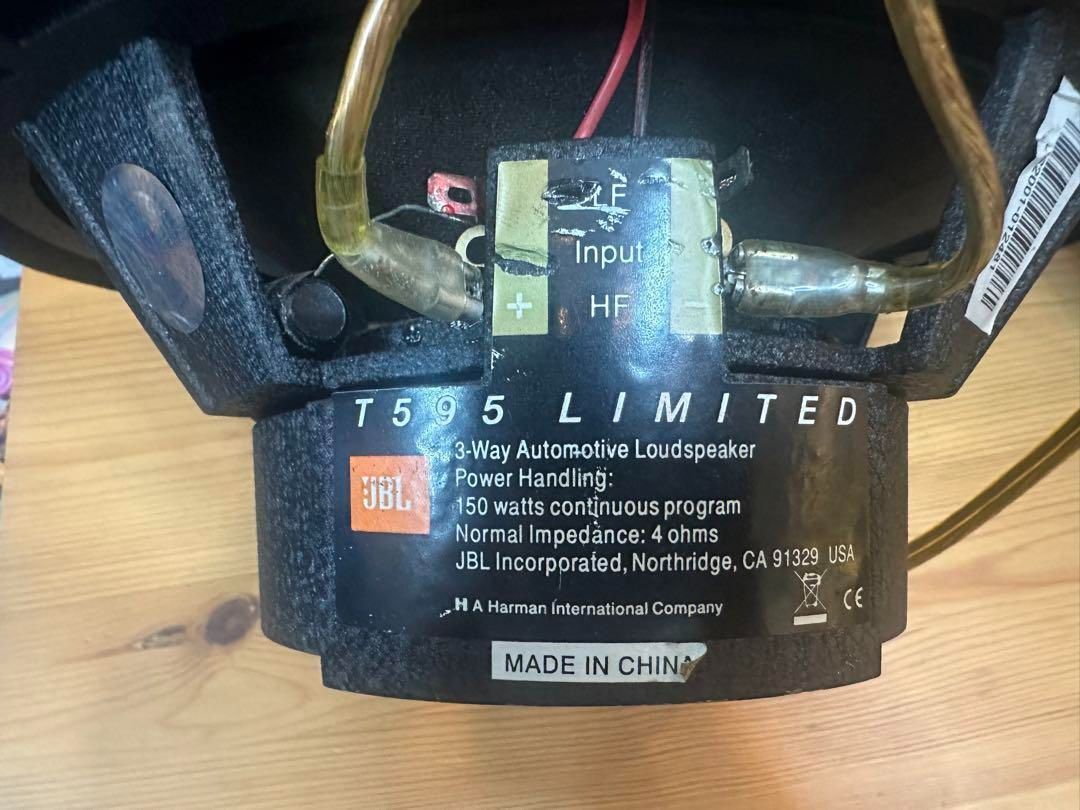 LF
Input
+ HF −
T595 LIMITED
JBL
3-Way Automotive Loudspeaker
Power Handling:
150 watts continuous program
Normal Impedance: 4 ohms
JBL Incorporated, Northridge, CA 91329 USA
H A Harman International Company
CE
MADE IN CHINA